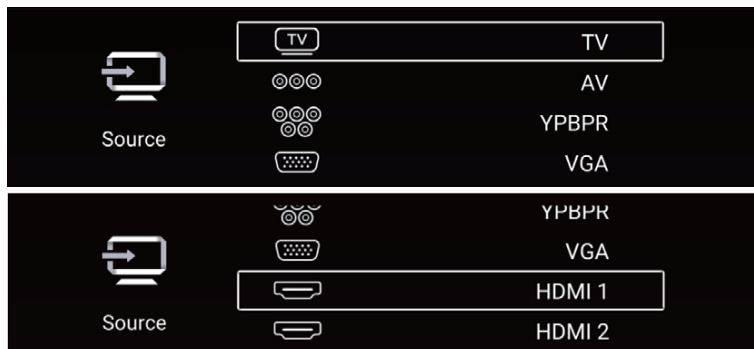 TV TV
AV
YPBPR
Source
VGA
YPBPR
VGA
HDMI 1
Source
HDMI 2